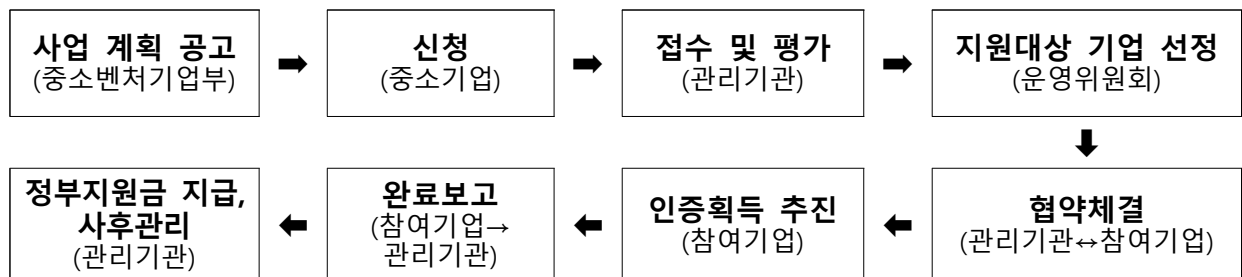 사업 계획 공고
(중소벤처기업부)
➡
신청
(중소기업)
➡
접수 및 평가
(관리기관)
➡
지원대상 기업 선정
(운영위원회)
⬇
협약체결
(관리기관↔참여기업)
⬅
인증획득 추진
(참여기업)
⬅
완료보고
(참여기업→
관리기관)
⬅
정부지원금 지급,
사후관리
(관리기관)